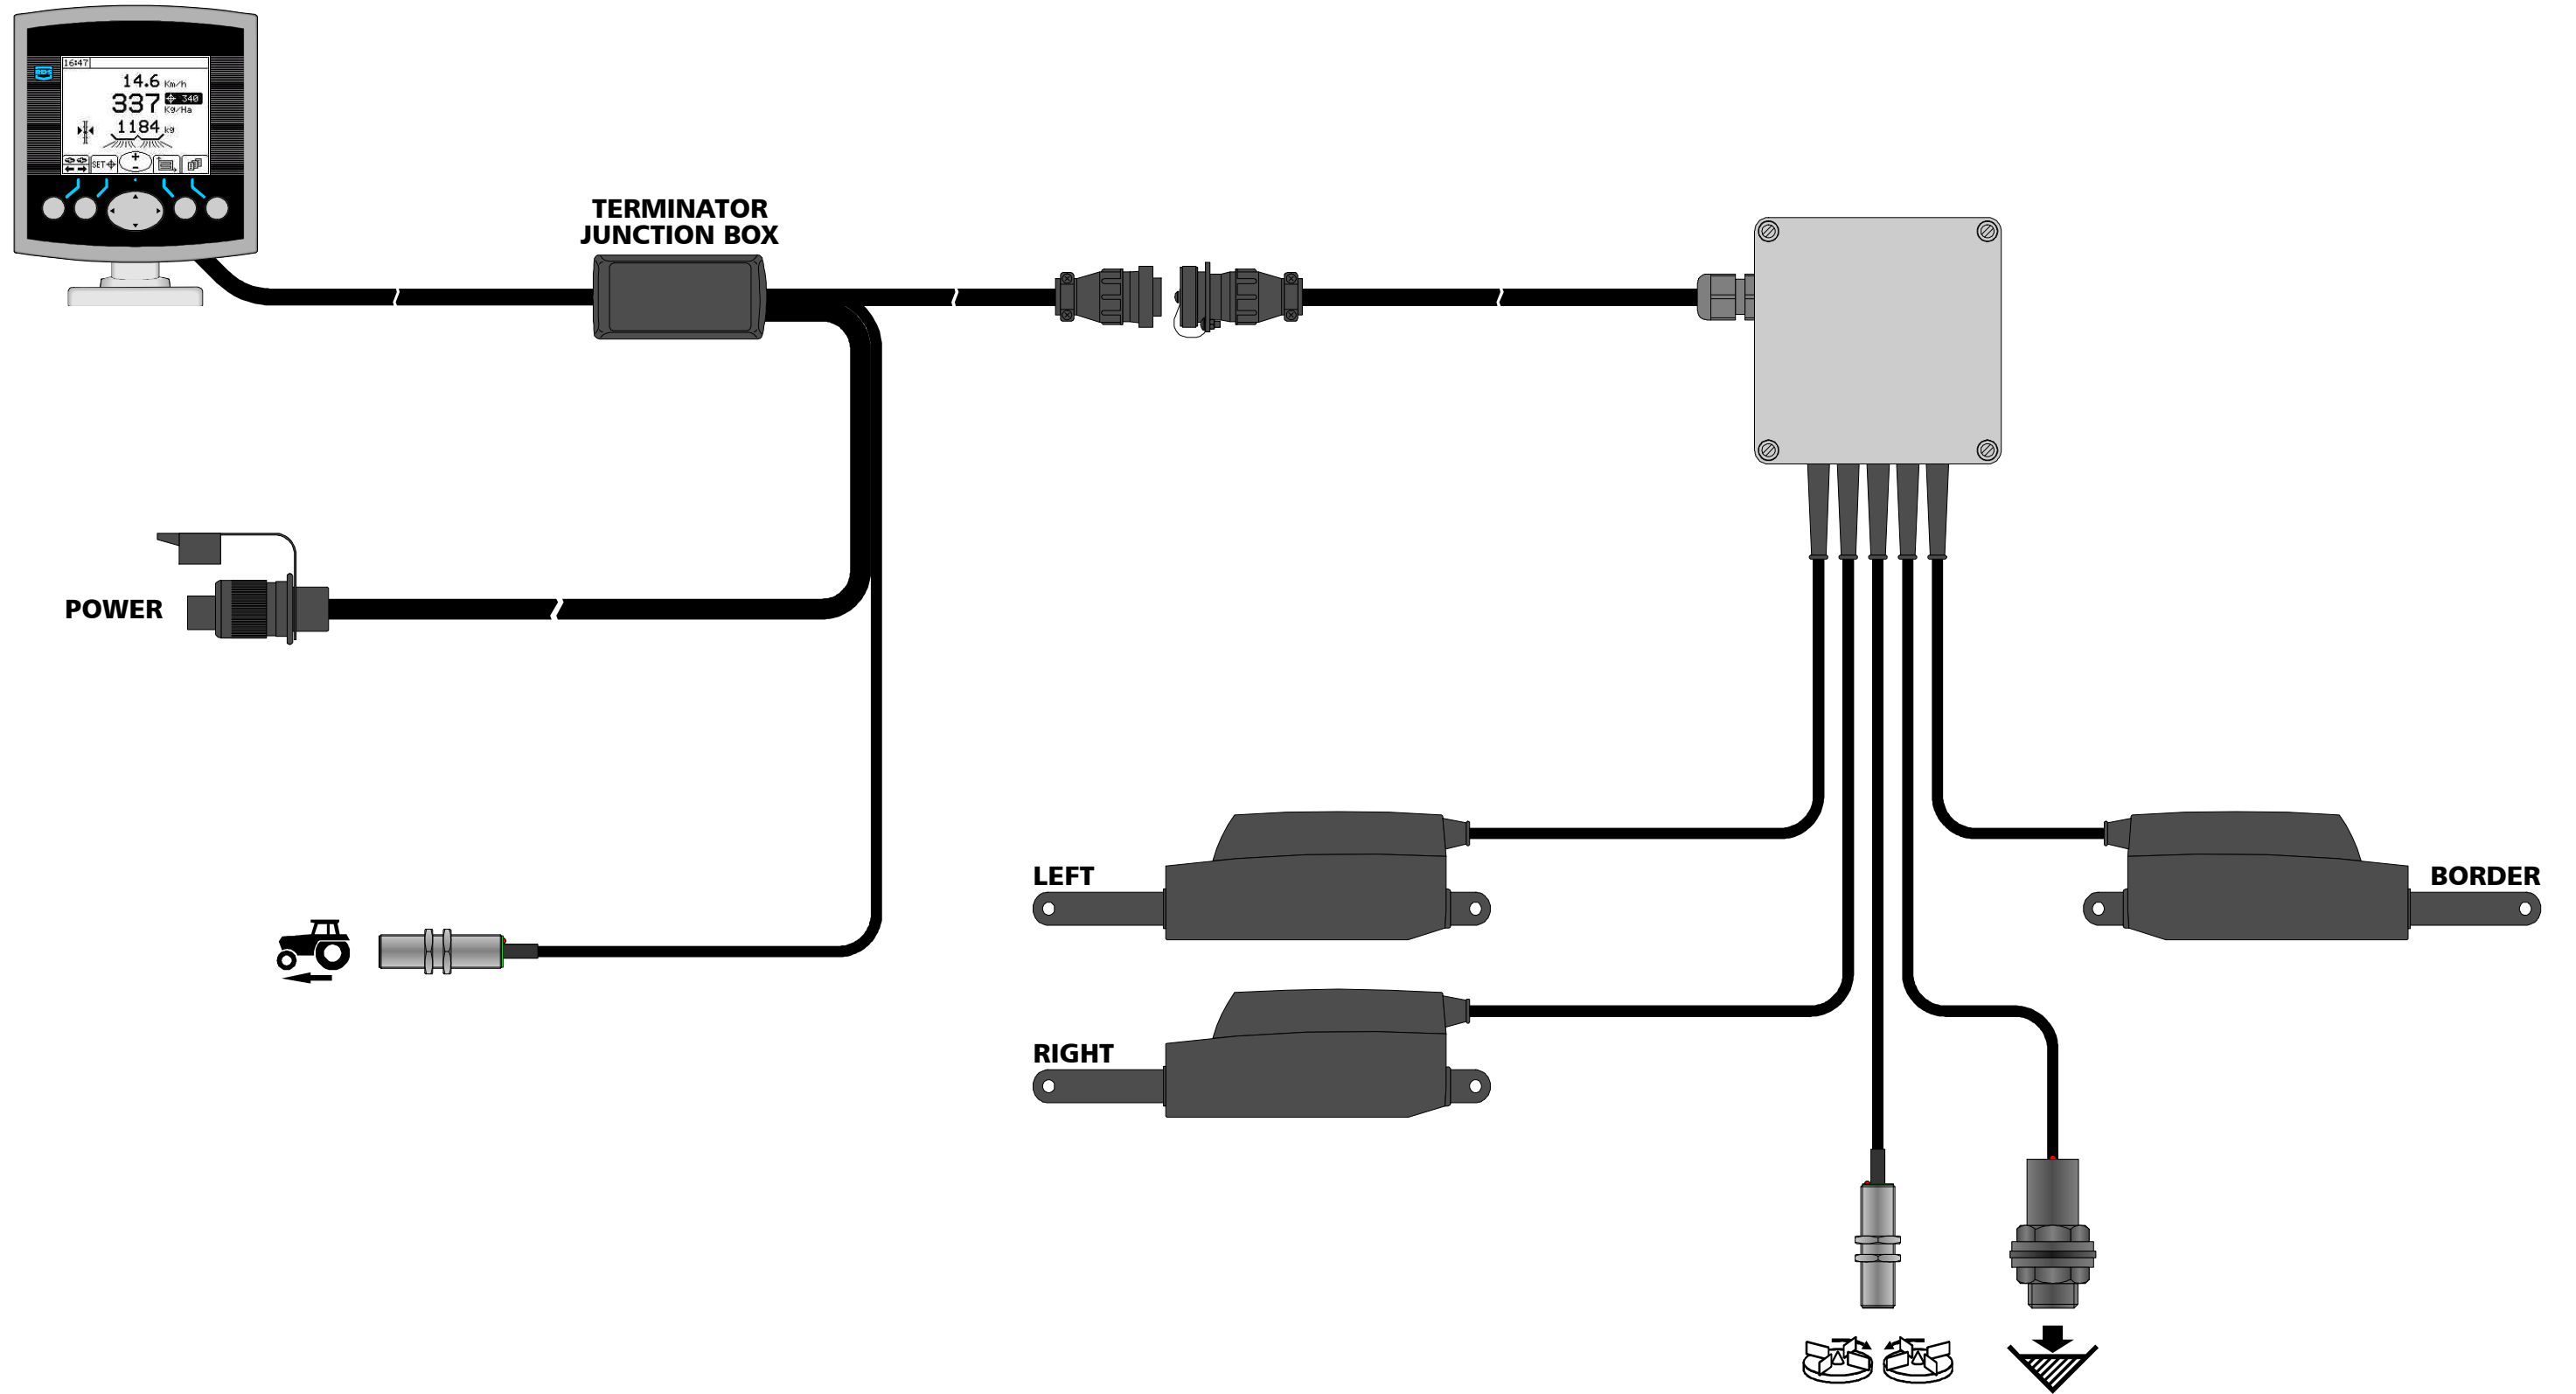 RDS
16:47
14.6 Km/h
337 340
Kg/Ha
1184 kg
SET
+
-
TERMINATOR
JUNCTION BOX
POWER
LEFT
BORDER
RIGHT